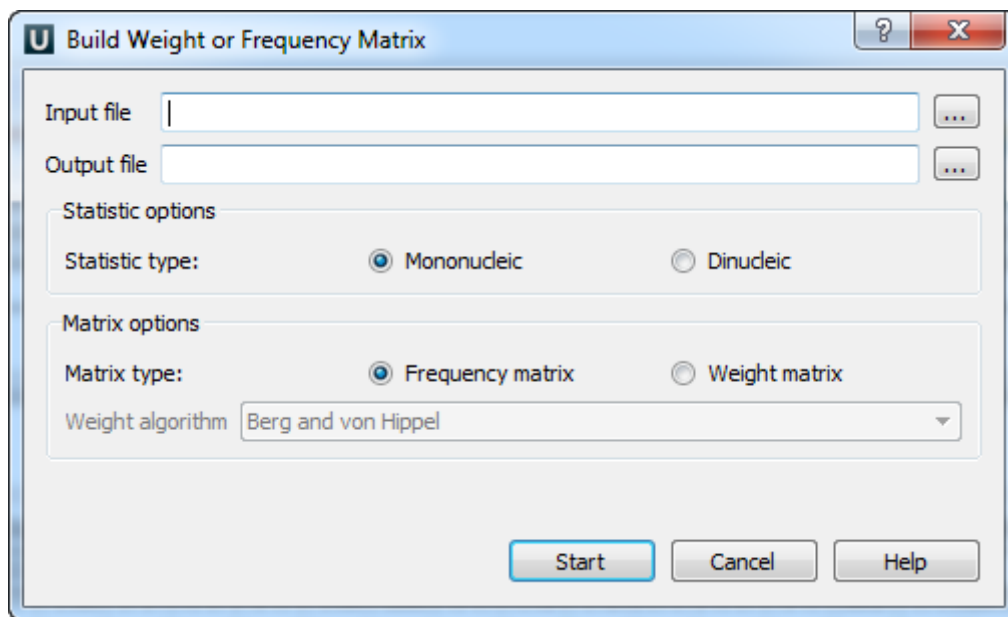 U Build Weight or Frequency Matrix ? X
Input file ...
Output file ...
Statistic options
Statistic type: Mononucleic Dinucleic
Matrix options
Matrix type: Frequency matrix Weight matrix
Weight algorithm Berg and von Hippel
Start Cancel Help